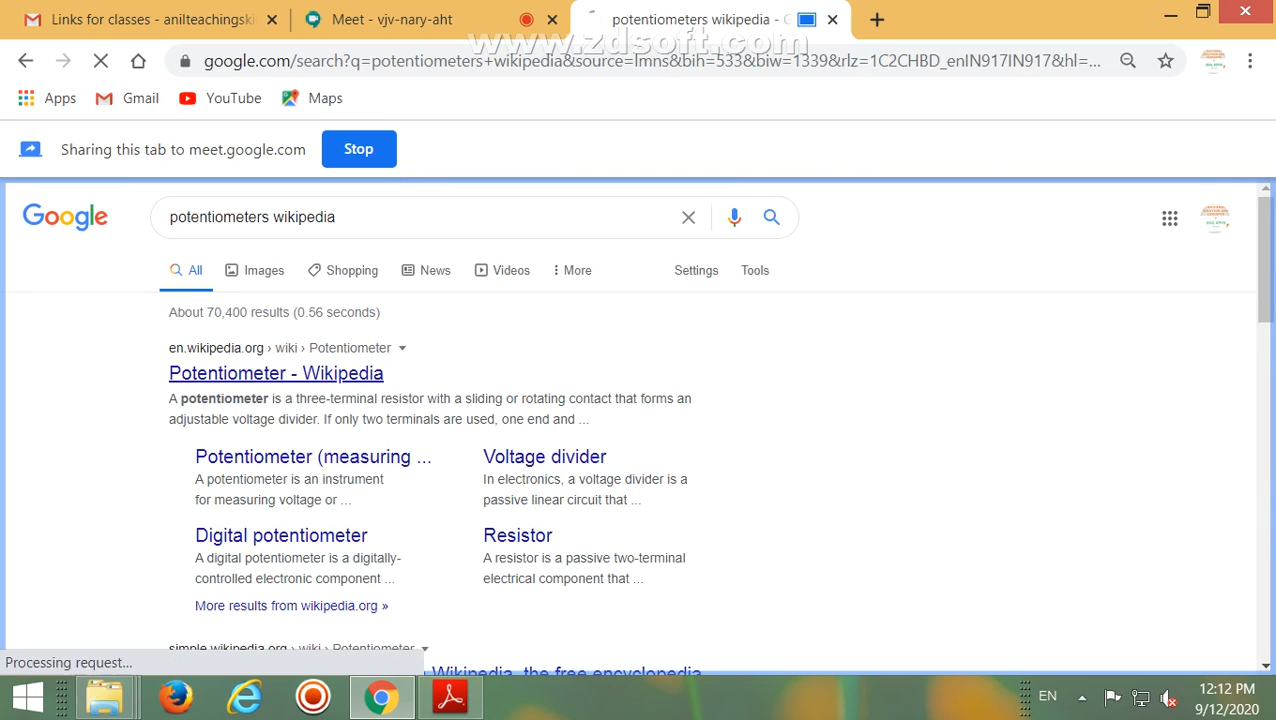 Links for classes - anilteachingski
Meet - vjv-nary-aht
potentiometers wikipedia - G
www.zdsoft.com
google.com/search?q=potentiometers+wikipedia&source=lmns&bih=533&biw=1339&rlz=1C2CHBD_enIN917IN917&hl=...
Apps
Gmail
YouTube
Maps
Sharing this tab to meet.google.com
Stop
Google
potentiometers wikipedia
All
Images
Shopping
News
Videos
More
Settings
Tools
About 70,400 results (0.56 seconds)
en.wikipedia.org › wiki › Potentiometer
Potentiometer - Wikipedia
A potentiometer is a three-terminal resistor with a sliding or rotating contact that forms an
adjustable voltage divider. If only two terminals are used, one end and ...
Potentiometer (measuring ...
A potentiometer is an instrument
for measuring voltage or ...
Voltage divider
In electronics, a voltage divider is a
passive linear circuit that ...
Digital potentiometer
A digital potentiometer is a digitally-
controlled electronic component ...
Resistor
A resistor is a passive two-terminal
electrical component that ...
More results from wikipedia.org »
simple.wikipedia.org › wiki › Potentiometer
Wikipedia, the free encyclopedia
Processing request...
EN
12:12 PM
9/12/2020